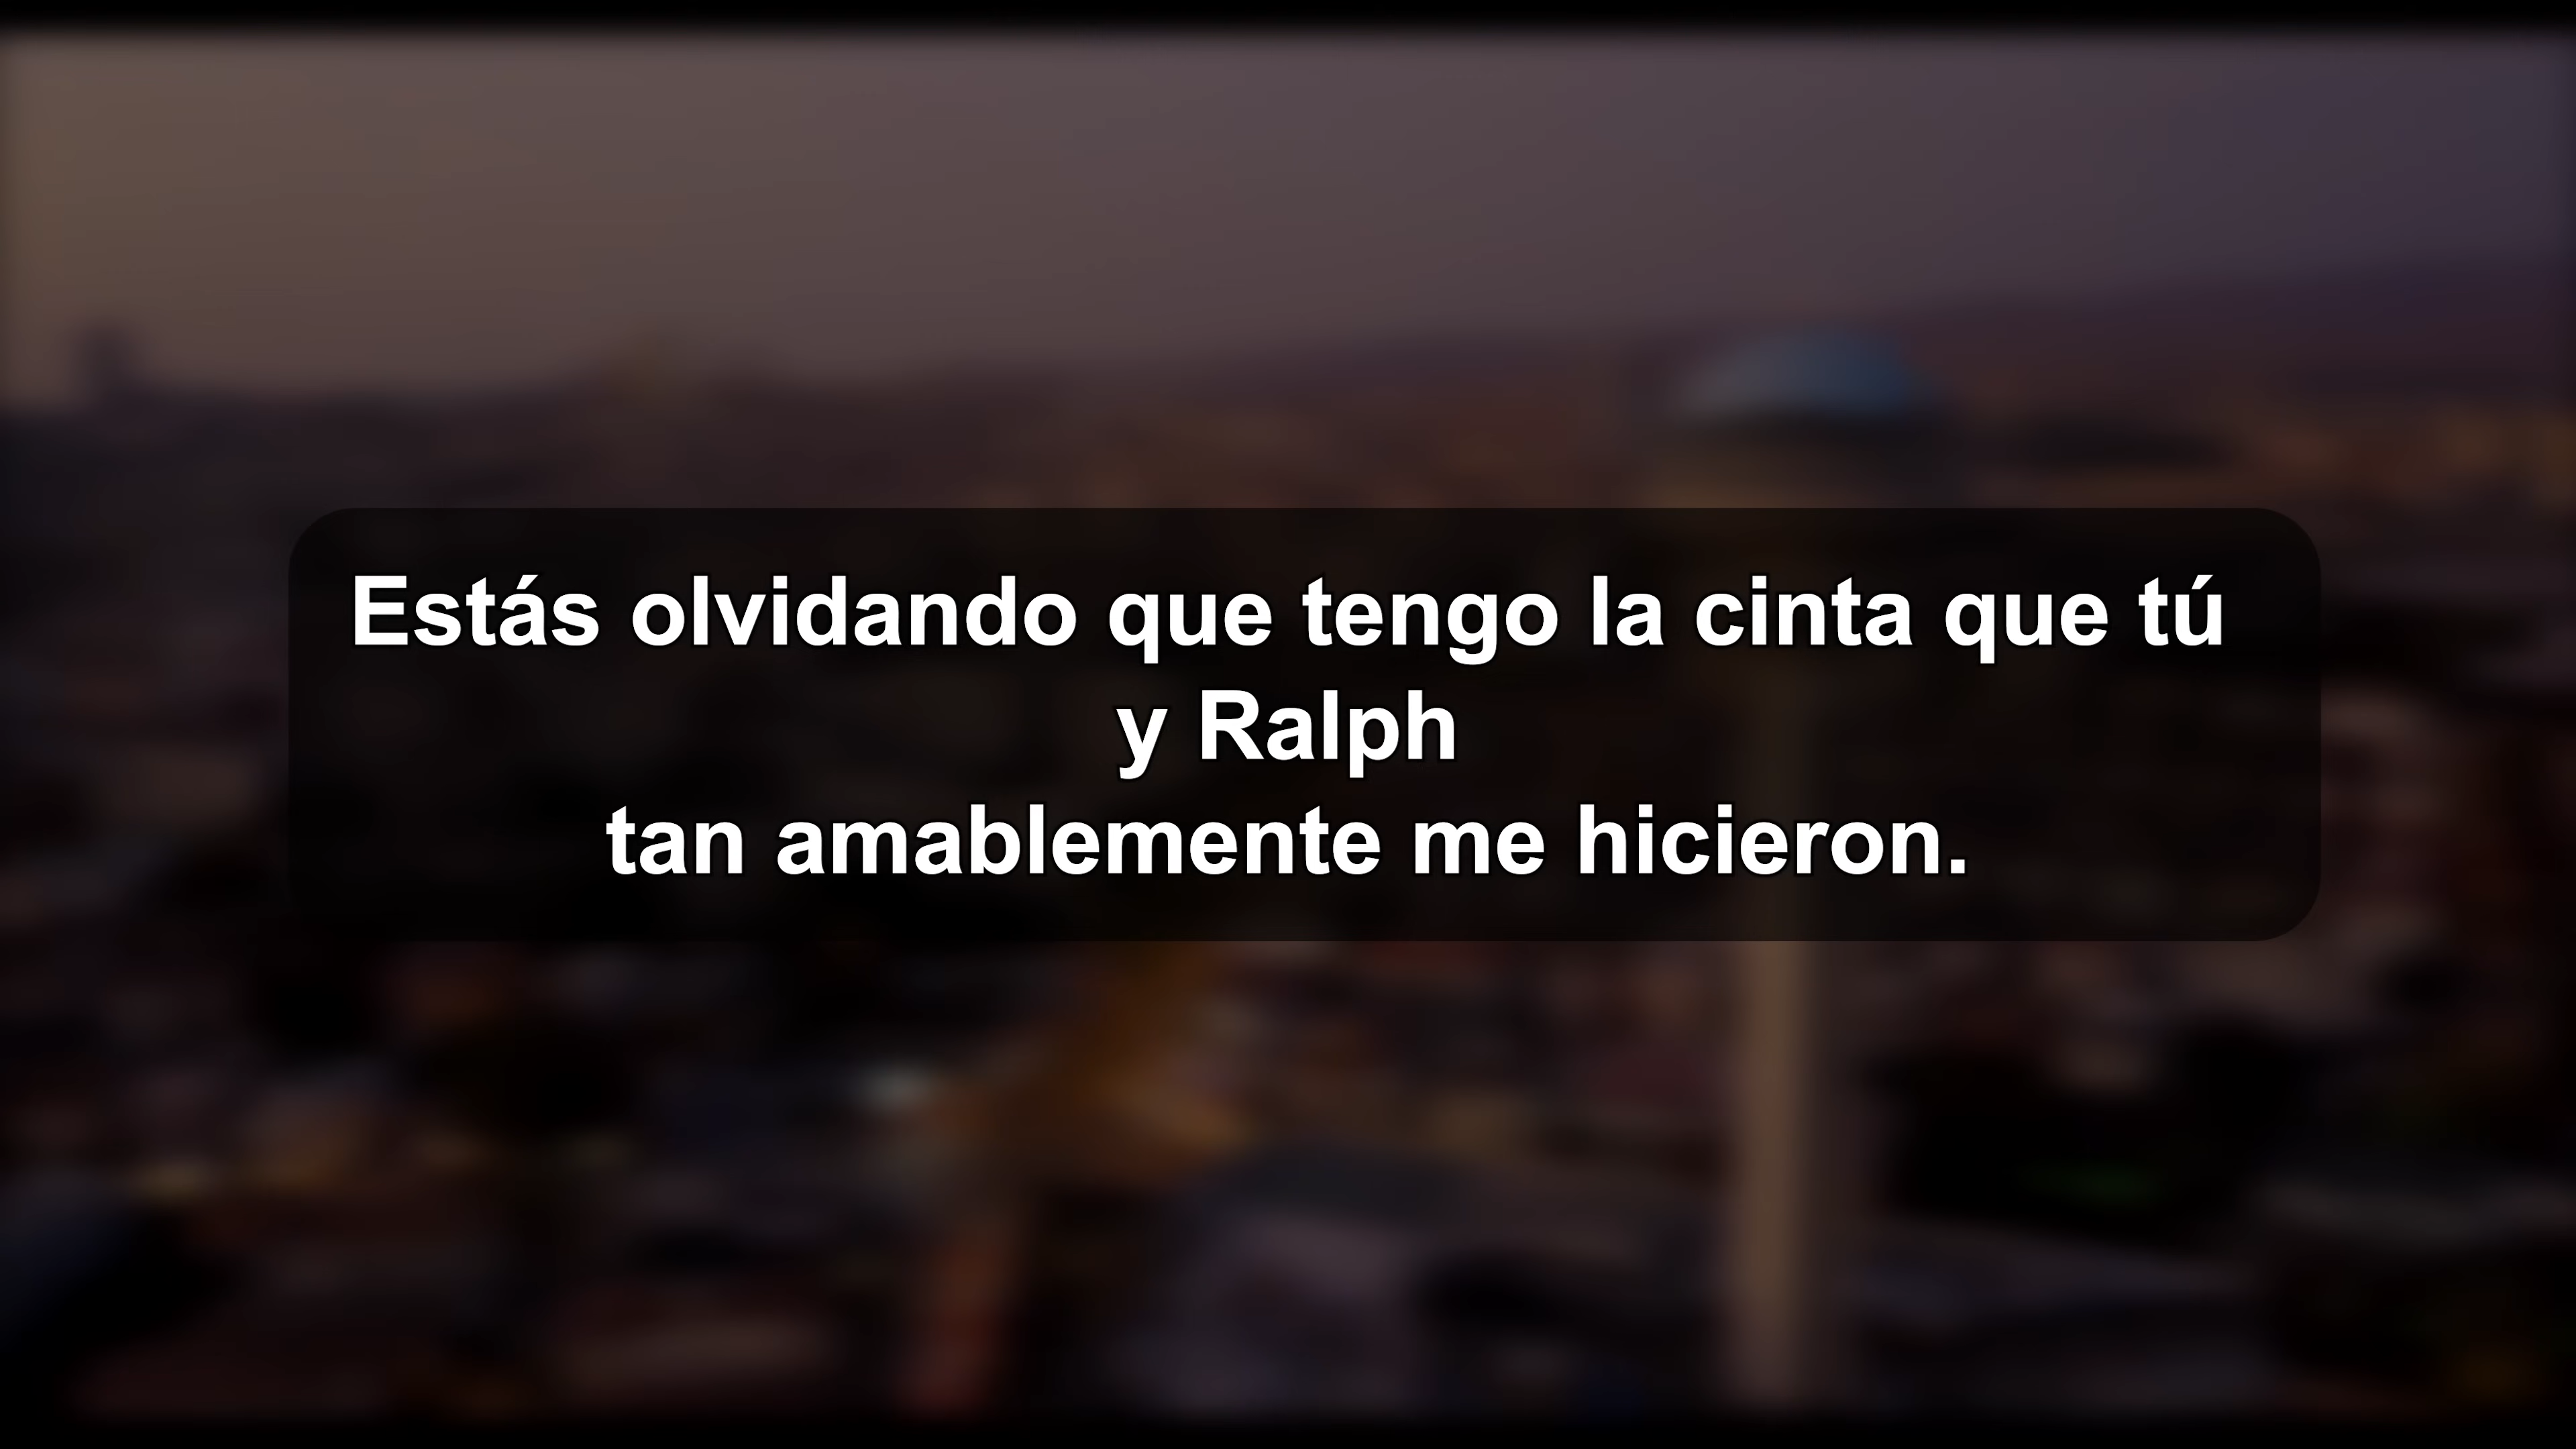 Estás olvidando que tengo la cinta que tú
y Ralph
tan amablemente me hicieron.